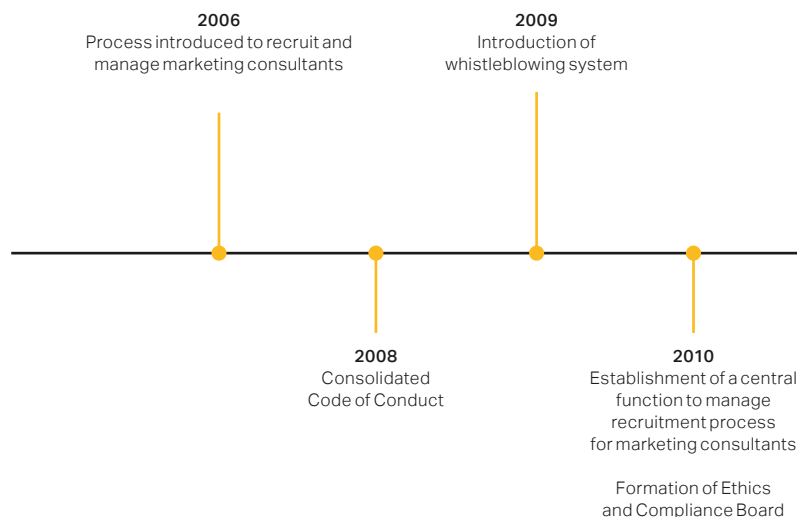 2006
Process introduced to recruit and
manage marketing consultants
2009
Introduction of
whistleblowing system
2008
Consolidated
Code of Conduct
2010
Establishment of a central
function to manage
recruitment process
for marketing consultants
Formation of Ethics
and Compliance Board